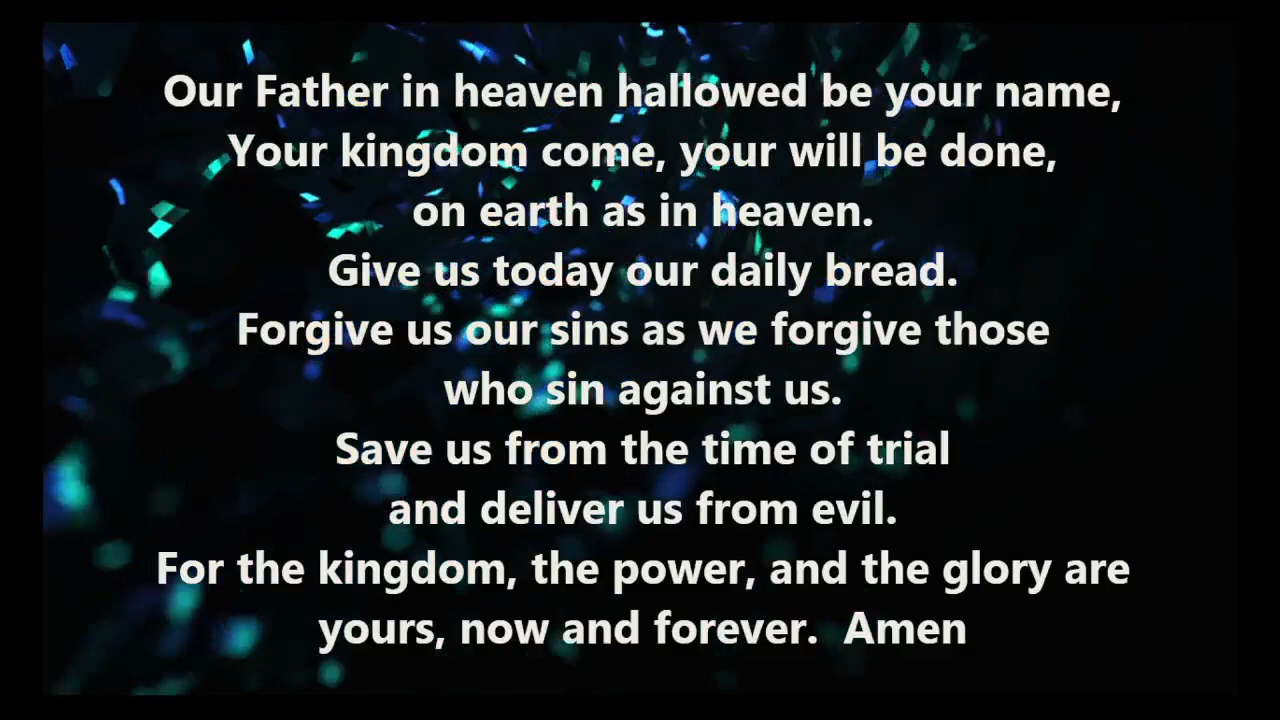 Our Father in heaven hallowed be your name,
Your kingdom come, your will be done,
on earth as in heaven.
Give us today our daily bread.
Forgive us our sins as we forgive those
who sin against us.
Save us from the time of trial
and deliver us from evil.
For the kingdom, the power, and the glory are
yours, now and forever.  Amen